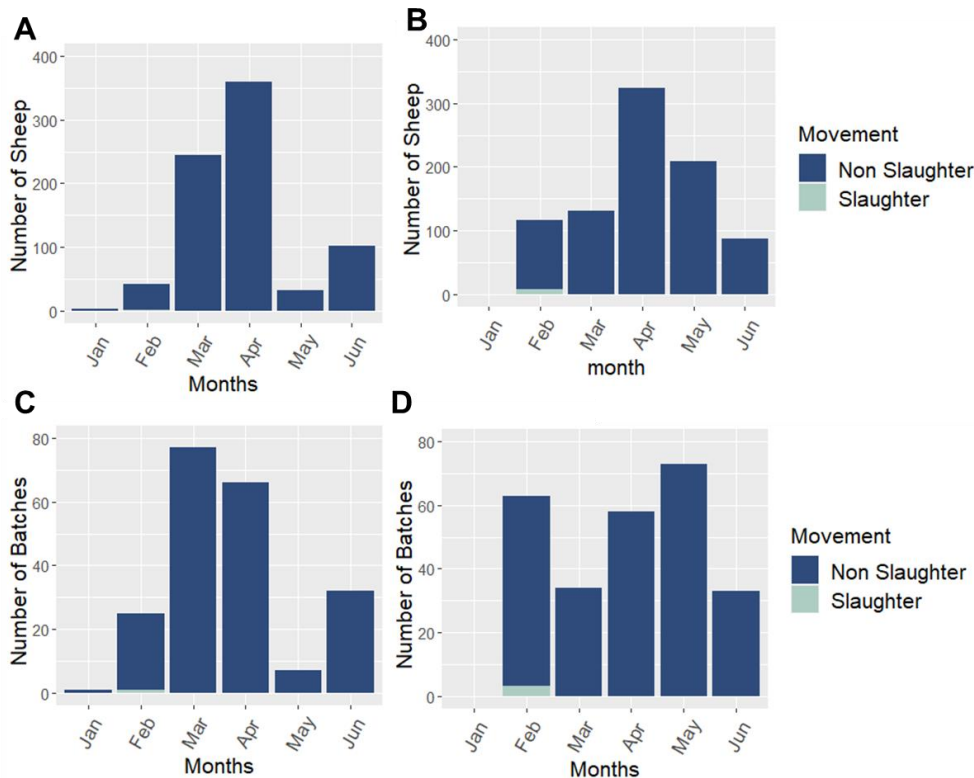 A
Number of Sheep
400
300
200
100
0
Jan
Feb
Mar
Apr
May
Jun
Months
B
Number of Sheep
400
300
200
100
0
Jan
Feb
Mar
Apr
May
Jun
month
Movement
Non Slaughter
Slaughter
C
Number of Batches
80
60
40
20
0
Jan
Feb
Mar
Apr
May
Jun
Months
D
Number of Batches
80
60
40
20
0
Jan
Feb
Mar
Apr
May
Jun
Months
Movement
Non Slaughter
Slaughter